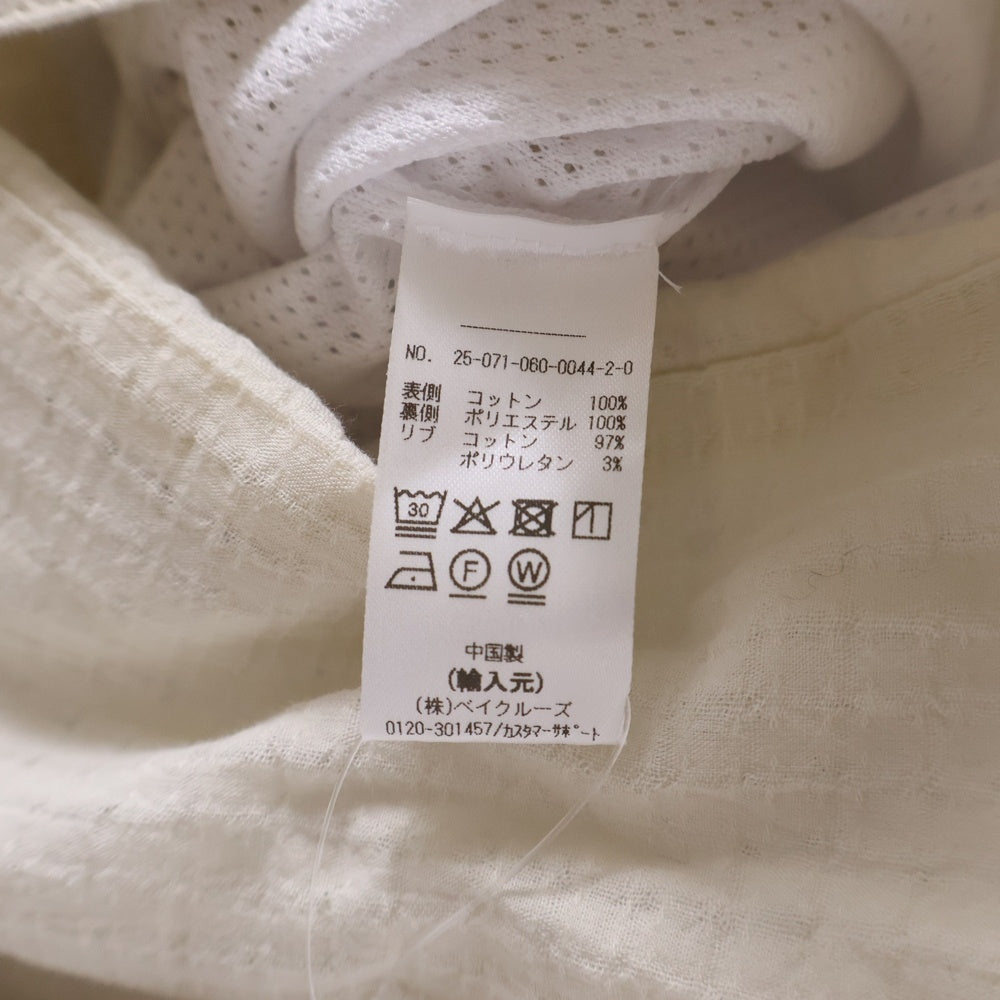 NO. 25-071-060-0044-2-0
表側 コットン 100%
裏側 ポリエステル 100%
リブ コットン 97%
ポリウレタン 3%
30
F W
中国製
(輸入元)
(株)ベイクルーズ
0120-301457/ｶｽﾀﾏｰｻﾎﾟｰﾄ